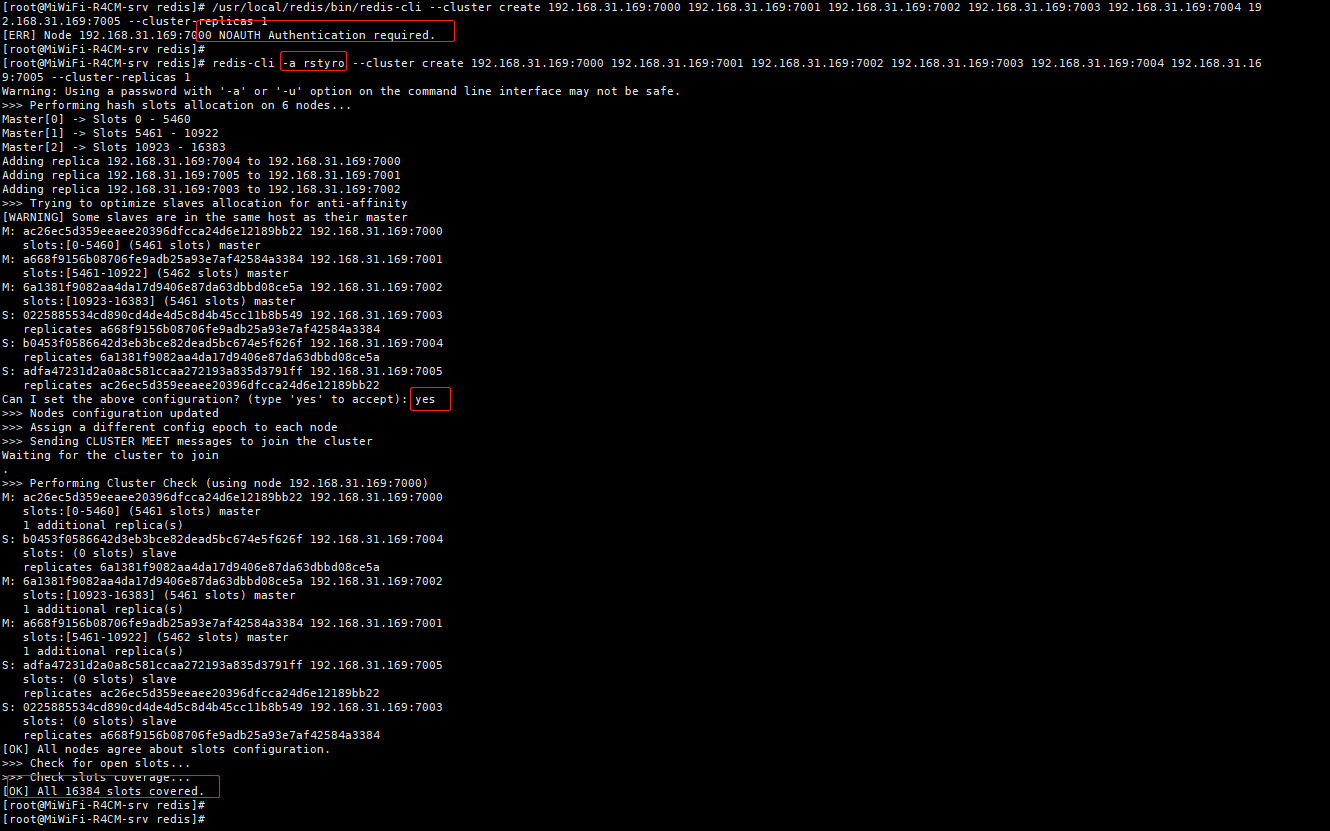 [root@MiWiFi-R4CM-srv redis]# /usr/local/redis/bin/redis-cli --cluster create 192.168.31.169:7000 192.168.31.169:7001 192.168.31.169:7002 192.168.31.169:7003 192.168.31.169:7004 19
2.168.31.169:7005 --cluster-replicas 1
[ERR] Node 192.168.31.169:7000 NOAUTH Authentication required.
[root@MiWiFi-R4CM-srv redis]#
[root@MiWiFi-R4CM-srv redis]# redis-cli -a rstyro --cluster create 192.168.31.169:7000 192.168.31.169:7001 192.168.31.169:7002 192.168.31.169:7003 192.168.31.169:7004 192.168.31.16
9:7005 --cluster-replicas 1
Warning: Using a password with '-a' or '-u' option on the command line interface may not be safe.
>>> Performing hash slots allocation on 6 nodes...
Master[0] -> Slots 0 - 5460
Master[1] -> Slots 5461 - 10922
Master[2] -> Slots 10923 - 16383
Adding replica 192.168.31.169:7004 to 192.168.31.169:7000
Adding replica 192.168.31.169:7005 to 192.168.31.169:7001
Adding replica 192.168.31.169:7003 to 192.168.31.169:7002
>>> Trying to optimize slaves allocation for anti-affinity
[WARNING] Some slaves are in the same host as their master
M: ac26ec5d359eeaee20396dfcca24d6e12189bb22 192.168.31.169:7000
   slots:[0-5460] (5461 slots) master
M: a668f9156b08706fe9adb25a93e7af42584a3384 192.168.31.169:7001
   slots:[5461-10922] (5462 slots) master
M: 6a1381f9082aa4da17d9406e87da63dbbd08ce5a 192.168.31.169:7002
   slots:[10923-16383] (5461 slots) master
S: 0225885534cd890cd4de4d5c8d4b45cc11b8b549 192.168.31.169:7003
   replicates a668f9156b08706fe9adb25a93e7af42584a3384
S: b0453f0586642d3eb3bce82dead5bc674e5f626f 192.168.31.169:7004
   replicates 6a1381f9082aa4da17d9406e87da63dbbd08ce5a
S: adfa47231d2a0a8c581ccaa272193a835d3791ff 192.168.31.169:7005
   replicates ac26ec5d359eeaee20396dfcca24d6e12189bb22
Can I set the above configuration? (type 'yes' to accept): yes
>>> Nodes configuration updated
>>> Assign a different config epoch to each node
>>> Sending CLUSTER MEET messages to join the cluster
Waiting for the cluster to join
.
>>> Performing Cluster Check (using node 192.168.31.169:7000)
M: ac26ec5d359eeaee20396dfcca24d6e12189bb22 192.168.31.169:7000
   slots:[0-5460] (5461 slots) master
   1 additional replica(s)
S: b0453f0586642d3eb3bce82dead5bc674e5f626f 192.168.31.169:7004
   slots: (0 slots) slave
   replicates 6a1381f9082aa4da17d9406e87da63dbbd08ce5a
M: 6a1381f9082aa4da17d9406e87da63dbbd08ce5a 192.168.31.169:7002
   slots:[10923-16383] (5461 slots) master
   1 additional replica(s)
M: a668f9156b08706fe9adb25a93e7af42584a3384 192.168.31.169:7001
   slots:[5461-10922] (5462 slots) master
   1 additional replica(s)
S: adfa47231d2a0a8c581ccaa272193a835d3791ff 192.168.31.169:7005
   slots: (0 slots) slave
   replicates ac26ec5d359eeaee20396dfcca24d6e12189bb22
S: 0225885534cd890cd4de4d5c8d4b45cc11b8b549 192.168.31.169:7003
   slots: (0 slots) slave
   replicates a668f9156b08706fe9adb25a93e7af42584a3384
[OK] All nodes agree about slots configuration.
>>> Check for open slots...
>>> Check slots coverage...
[OK] All 16384 slots covered.
[root@MiWiFi-R4CM-srv redis]#
[root@MiWiFi-R4CM-srv redis]#